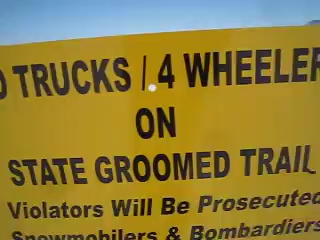 O TRUCKS / 4 WHEELER
ON
STATE GROOMED TRAIL
Violators Will Be Prosecuted
Snowmobilers & Bombardiers